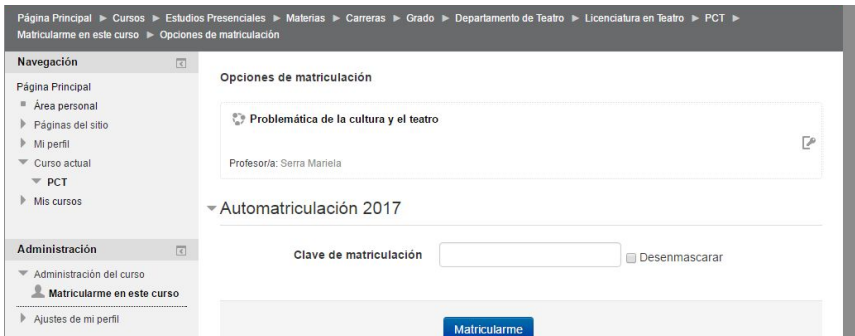 Página Principal ▶ Cursos ▶ Estudios Presenciales ▶ Materias ▶ Carreras ▶ Grado ▶ Departamento de Teatro ▶ Licenciatura en Teatro ▶ PCT ▶
Matricularme en este curso ▶ Opciones de matriculación
Navegación
Página Principal
Área personal
Páginas del sitio
Mi perfil
Curso actual
PCT
Mis cursos
Administración
Administración del curso
Matricularme en este curso
Ajustes de mi perfil
Opciones de matriculación
Problemática de la cultura y el teatro
Profesor/a: Serra Mariela
Automatriculación 2017
Clave de matriculación
Desenmascarar
Matricularme